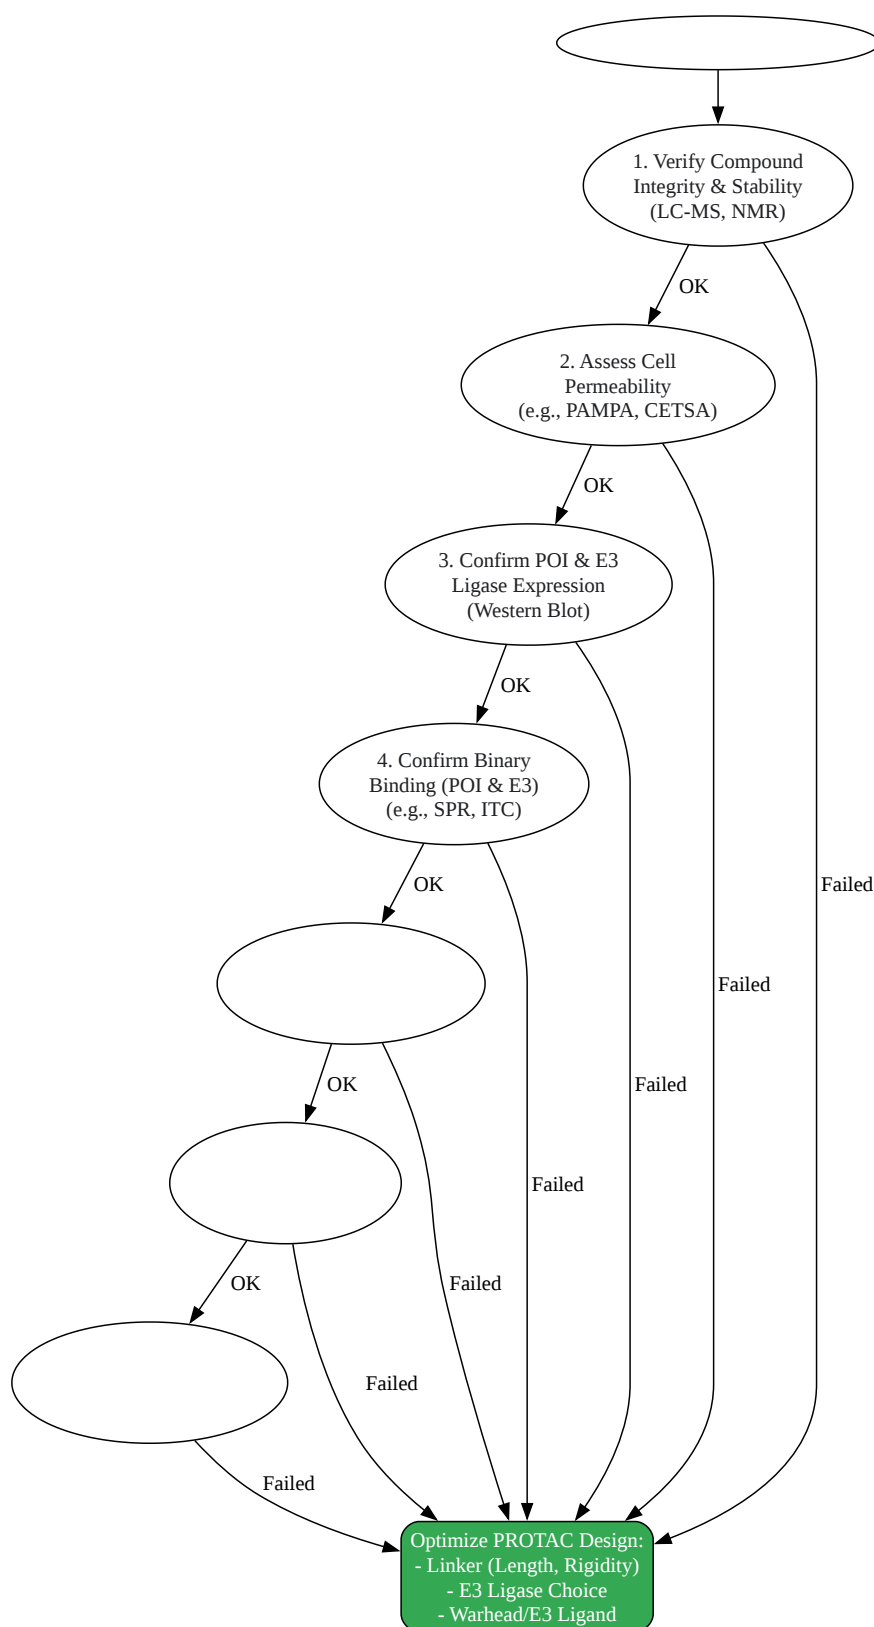 1. Verify Compound
Integrity & Stability
(LC-MS, NMR)
OK
2. Assess Cell
Permeability
(e.g., PAMPA, CETSA)
OK
3. Confirm POI & E3
Ligase Expression
(Western Blot)
OK
4. Confirm Binary
Binding (POI & E3)
(e.g., SPR, ITC)
OK
Failed
Failed
OK
Failed
Failed
OK
Failed
Failed
Failed
Optimize PROTAC Design:
- Linker (Length, Rigidity)
- E3 Ligase Choice
- Warhead/E3 Ligand